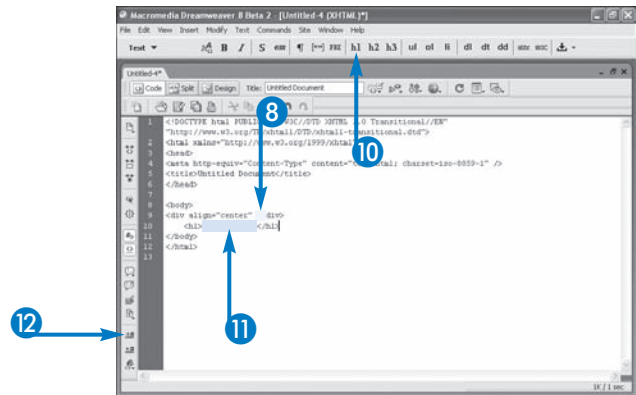 Macromedia Dreamweaver 8 Beta 2 - [Untitled-4 (XHTML)*]
File Edit View Insert Modify Text Commands Site Window Help
Text B I S em ¶ [""] PRE h1 h2 h3 ul ol li dl dt dd
Untitled-4*
Code Split Design Title: Untitled Document
8
10
1 <!DOCTYPE html PUBL W3C//DTD XHTML 1.0 Transitional//EN"
"http://www.w3.org/TR/xhtml1/DTD/xhtml1-transitional.dtd">
2 <html xmlns="http://www.w3.org/1999/xhtml
3 <head>
4 <meta http-equiv="Content-Type" content=" html; charset=iso-8859-1" />
5 <title>Untitled Document</title>
6 </head>
7
8 <body>
9 <div align="center" div>
10 <h1> </h1>
11 </body>
12 </html>
13
12
11
1K / 1 sec